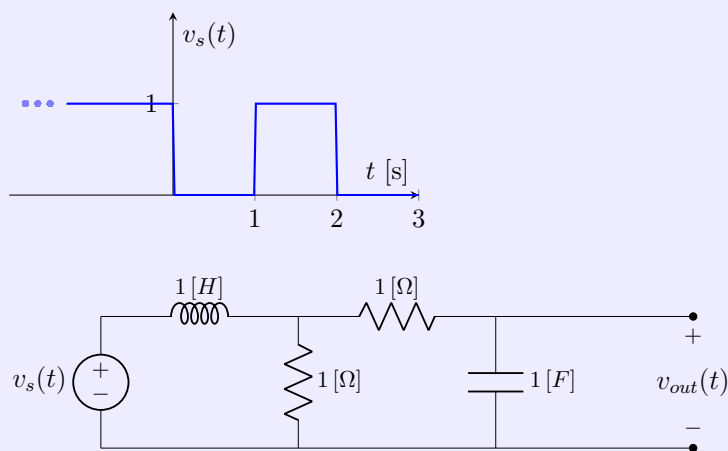 v_s(t)
1
t [s]
1 2 3
1 [H] 1 [Ω]
+
v_s(t) + 1 [Ω] 1 [F] v_out(t)
−
−